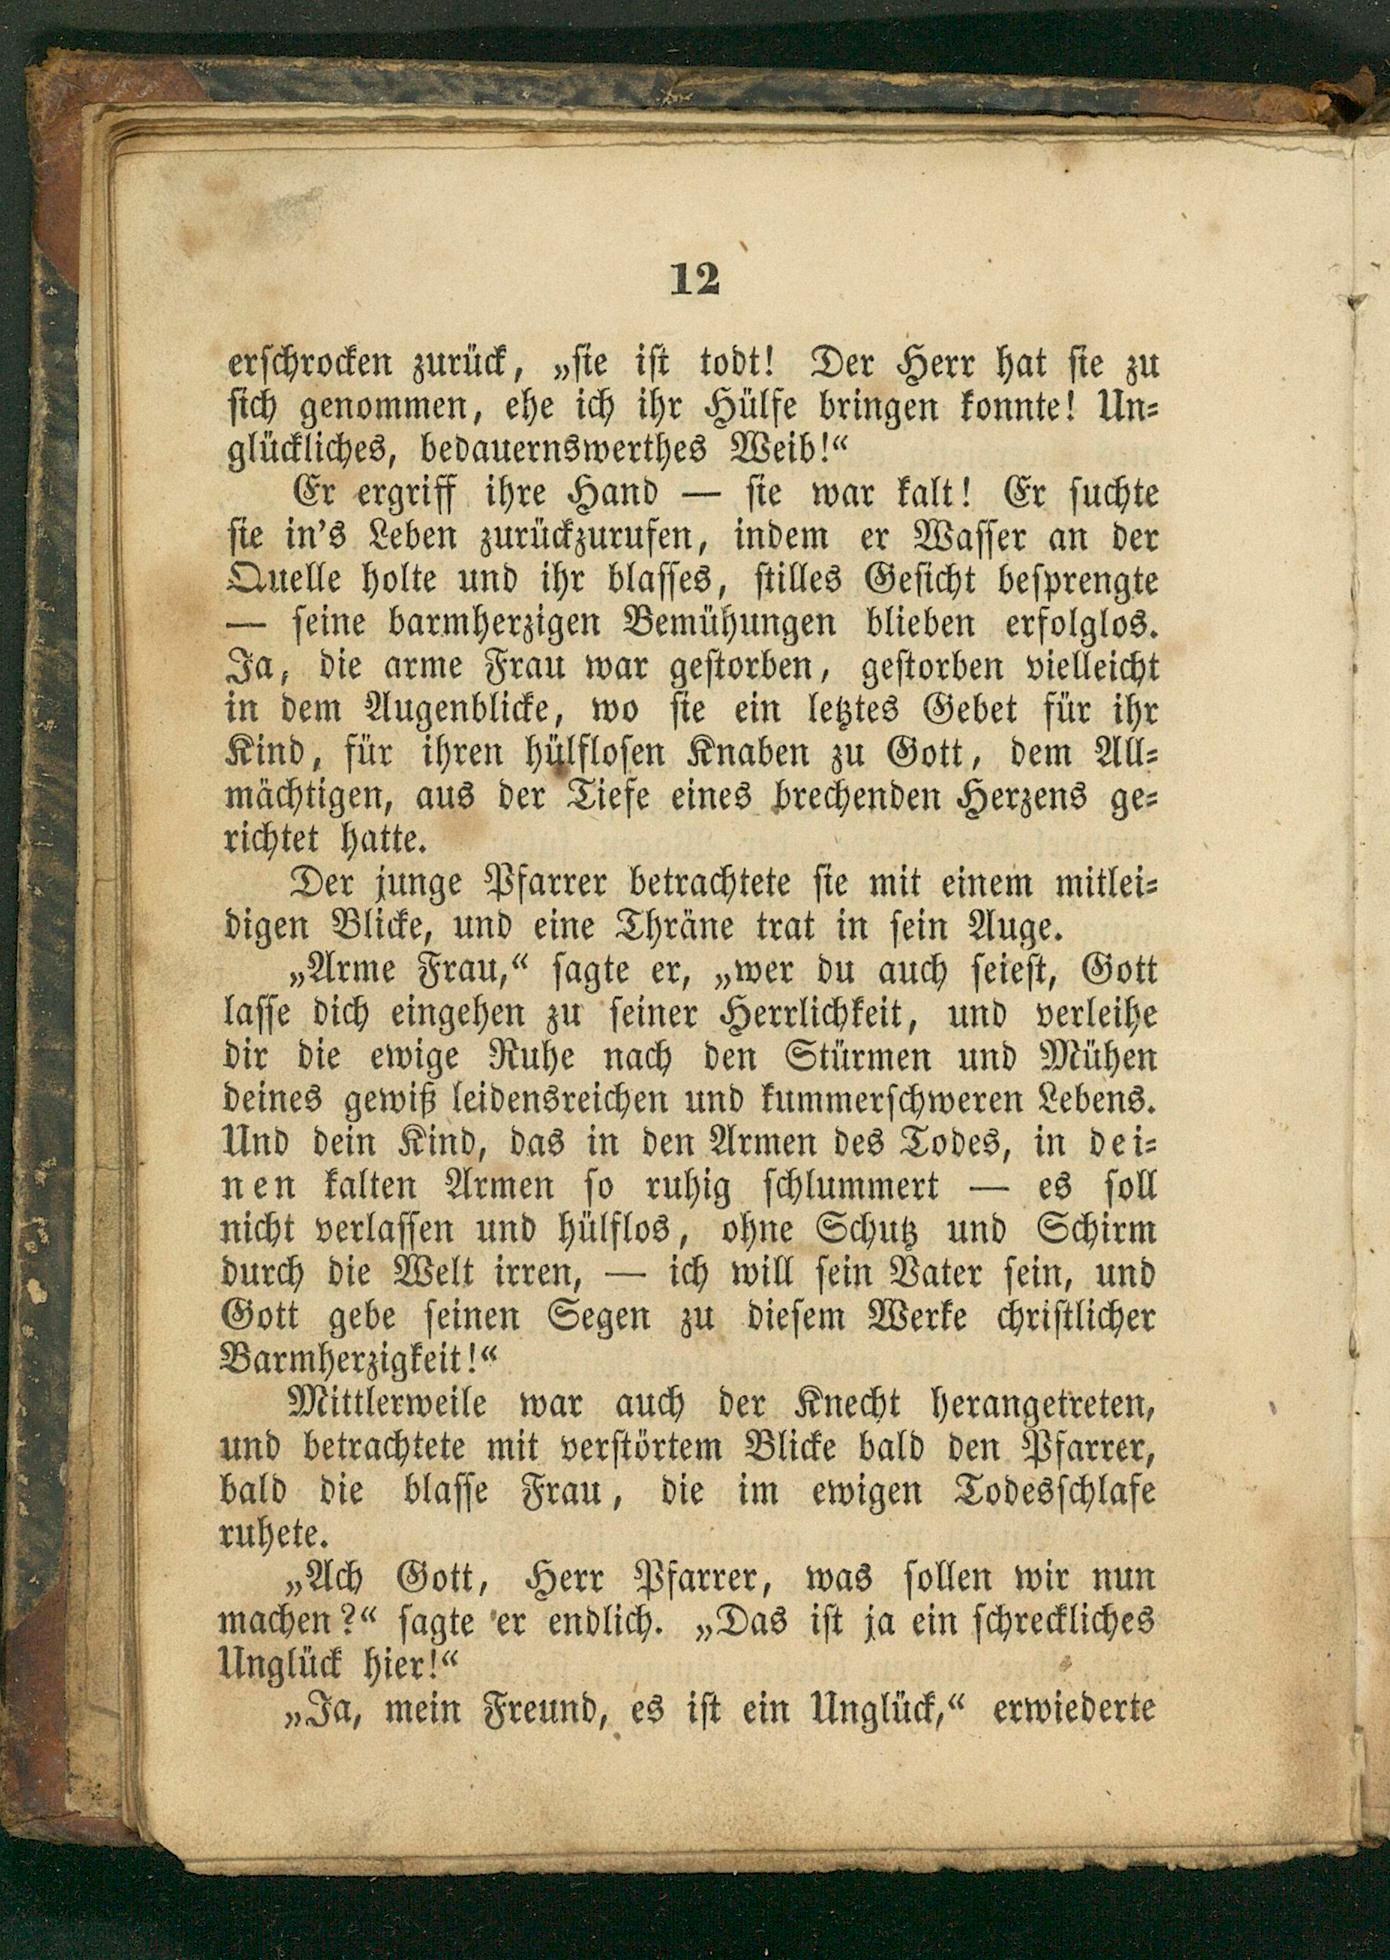 12
erschrocken zurück, „sie ist todt! Der Herr hat sie zu
sich genommen, ehe ich ihr Hülfe bringen konnte! Un-
glückliches, bedauernswerthes Weib!“
Er ergriff ihre Hand — sie war kalt! Er suchte
sie in's Leben zurückzurufen, indem er Wasser an der
Quelle holte und ihr blasses, stilles Gesicht besprengte
— seine barmherzigen Bemühungen blieben erfolglos.
Ja, die arme Frau war gestorben, gestorben vielleicht
in dem Augenblicke, wo sie ein letztes Gebet für ihr
Kind, für ihren hülflosen Knaben zu Gott, dem All-
mächtigen, aus der Tiefe eines brechenden Herzens ge-
richtet hatte.
Der junge Pfarrer betrachtete sie mit einem mitlei-
digen Blicke, und eine Thräne trat in sein Auge.
„Arme Frau,“ sagte er, „wer du auch seiest, Gott
lasse dich eingehen zu seiner Herrlichkeit, und verleihe
dir die ewige Ruhe nach den Stürmen und Mühen
deines gewiß leidensreichen und kummerschweren Lebens.
Und dein Kind, das in den Armen des Todes, in dei-
nen kalten Armen so ruhig schlummert — es soll
nicht verlassen und hülflos, ohne Schutz und Schirm
durch die Welt irren, — ich will sein Vater sein, und
Gott gebe seinen Segen zu diesem Werke christlicher
Barmherzigkeit!“
Mittlerweile war auch der Knecht herangetreten,
und betrachtete mit verstörtem Blicke bald den Pfarrer,
bald die blasse Frau, die im ewigen Todesschlafe
ruhete.
„Ach Gott, Herr Pfarrer, was sollen wir nun
machen?“ sagte er endlich. „Das ist ja ein schreckliches
Unglück hier!“
„Ja, mein Freund, es ist ein Unglück,“ erwiederte